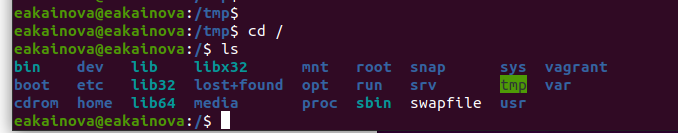 eakainova@eakainova:/tmp$
eakainova@eakainova:/tmp$ cd /
eakainova@eakainova:/$ ls
bin dev lib libx32 mnt root snap sys vagrant
boot etc lib32 lost+found opt run srv tmp var
cdrom home lib64 media proc sbin swapfile usr
eakainova@eakainova:/$